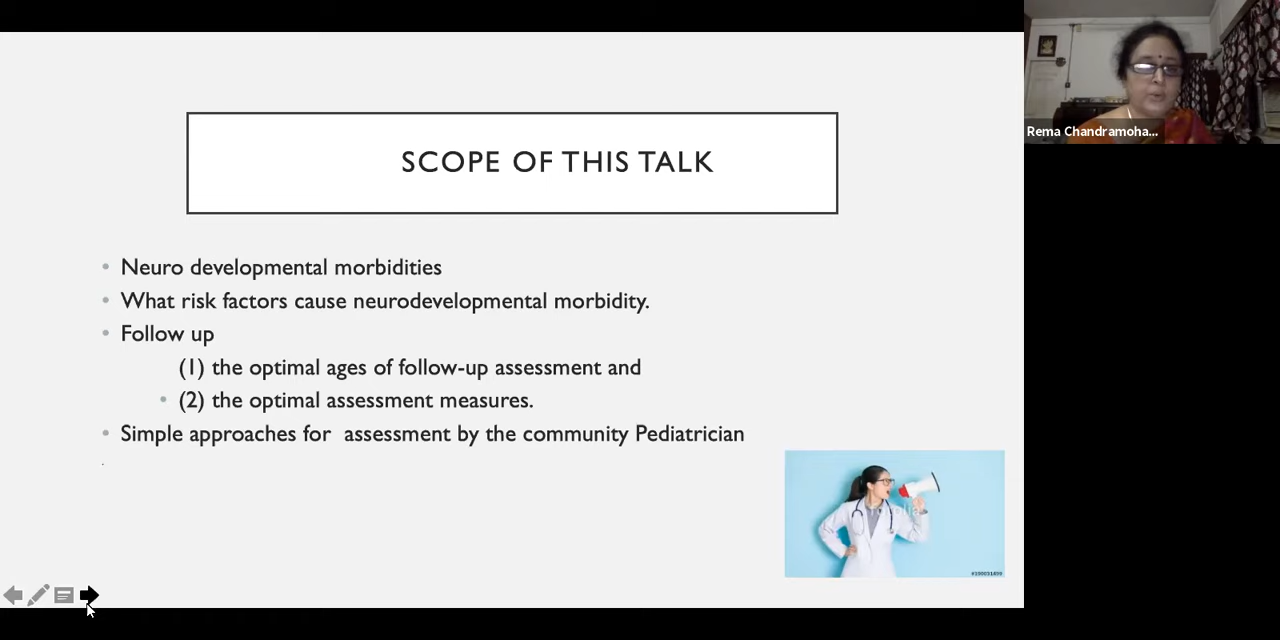 SCOPE OF THIS TALK
• Neuro developmental morbidities
• What risk factors cause neurodevelopmental morbidity.
• Follow up
(1) the optimal ages of follow-up assessment and
• (2) the optimal assessment measures.
• Simple approaches for assessment by the community Pediatrician
Rema Chandramoha...